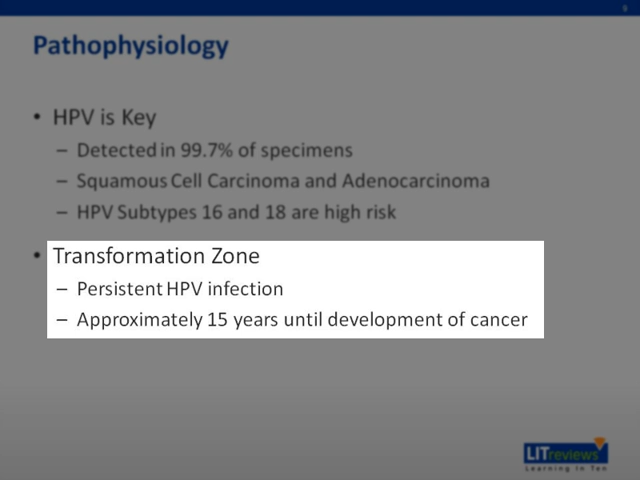 9
Pathophysiology
• HPV is Key
– Detected in 99.7% of specimens
– Squamous Cell Carcinoma and Adenocarcinoma
– HPV Subtypes 16 and 18 are high risk
• Transformation Zone
– Persistent HPV infection
– Approximately 15 years until development of cancer
LITreviews
Learning In Ten